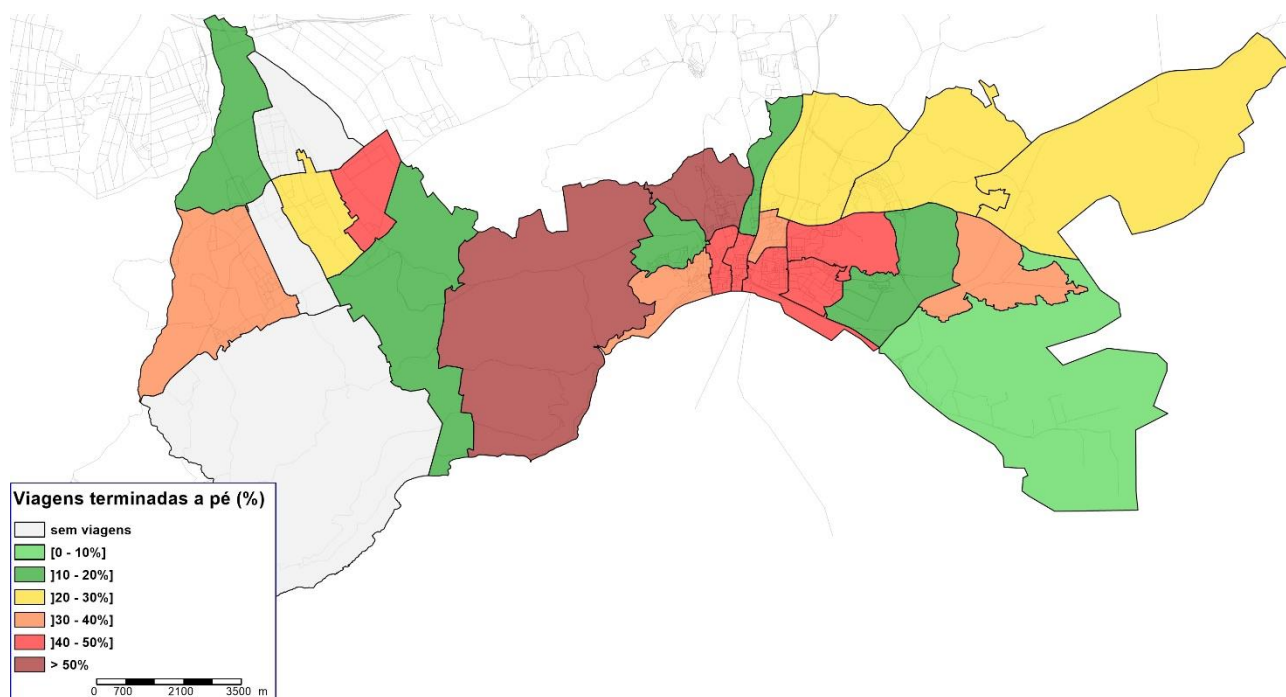 Viagens terminadas a pé (%)
sem viagens
[0 - 10%]
]10 - 20%]
]20 - 30%]
]30 - 40%]
]40 - 50%]
> 50%
0 700 2100 3500 m